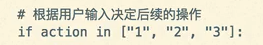 # 根据用户输入决定后续的操作
if action in ["1", "2", "3"]: